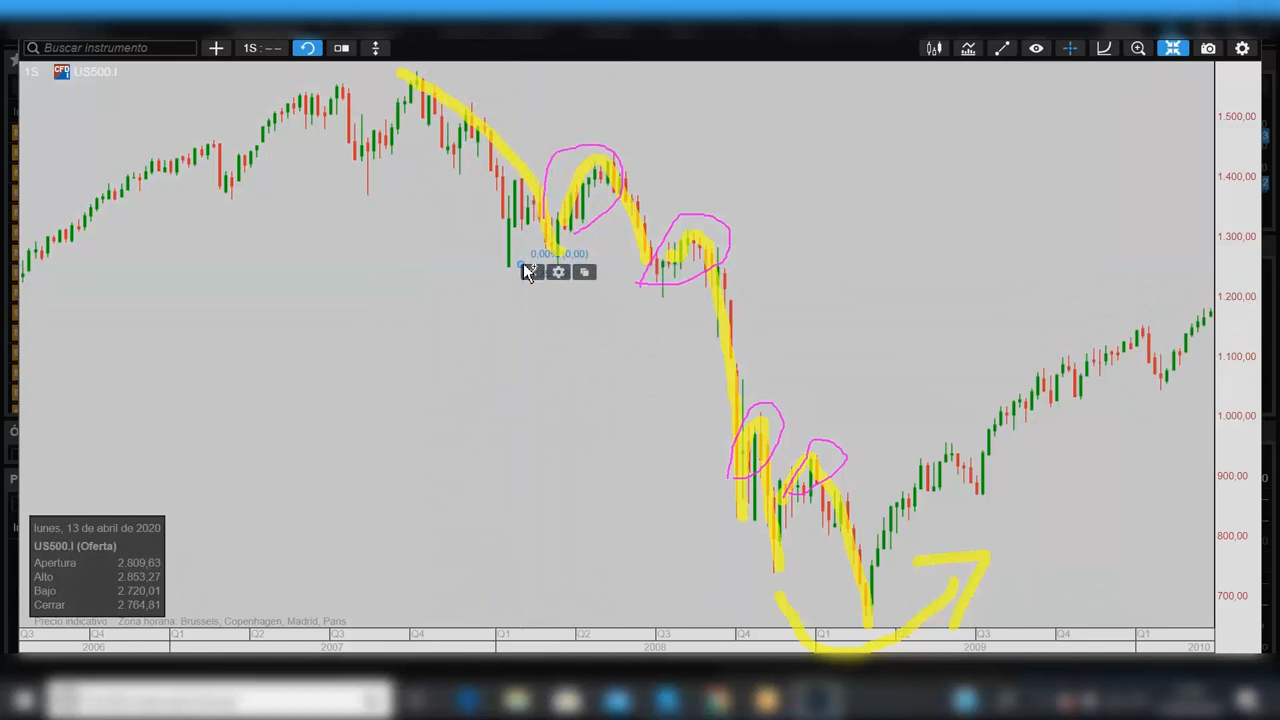 Buscar instrumento
1S : – –
1S CFD US500.I
1.500,00
1.400,00
1.300,00
1.200,00
1.100,00
1.000,00
900,00
800,00
700,00
lunes, 13 de abril de 2020
US500.I (Oferta)
Apertura 2.809,63
Alto 2.853,27
Bajo 2.720,01
Cerrar 2.764,81
Precio indicativo Zona horaria: Brussels, Copenhagen, Madrid, Paris
Q3 Q4 Q1 Q2 Q3 Q4 Q1 Q2 Q3 Q4 Q1 Q2 Q3 Q4 Q1
2006 2007 2008 2009 2010